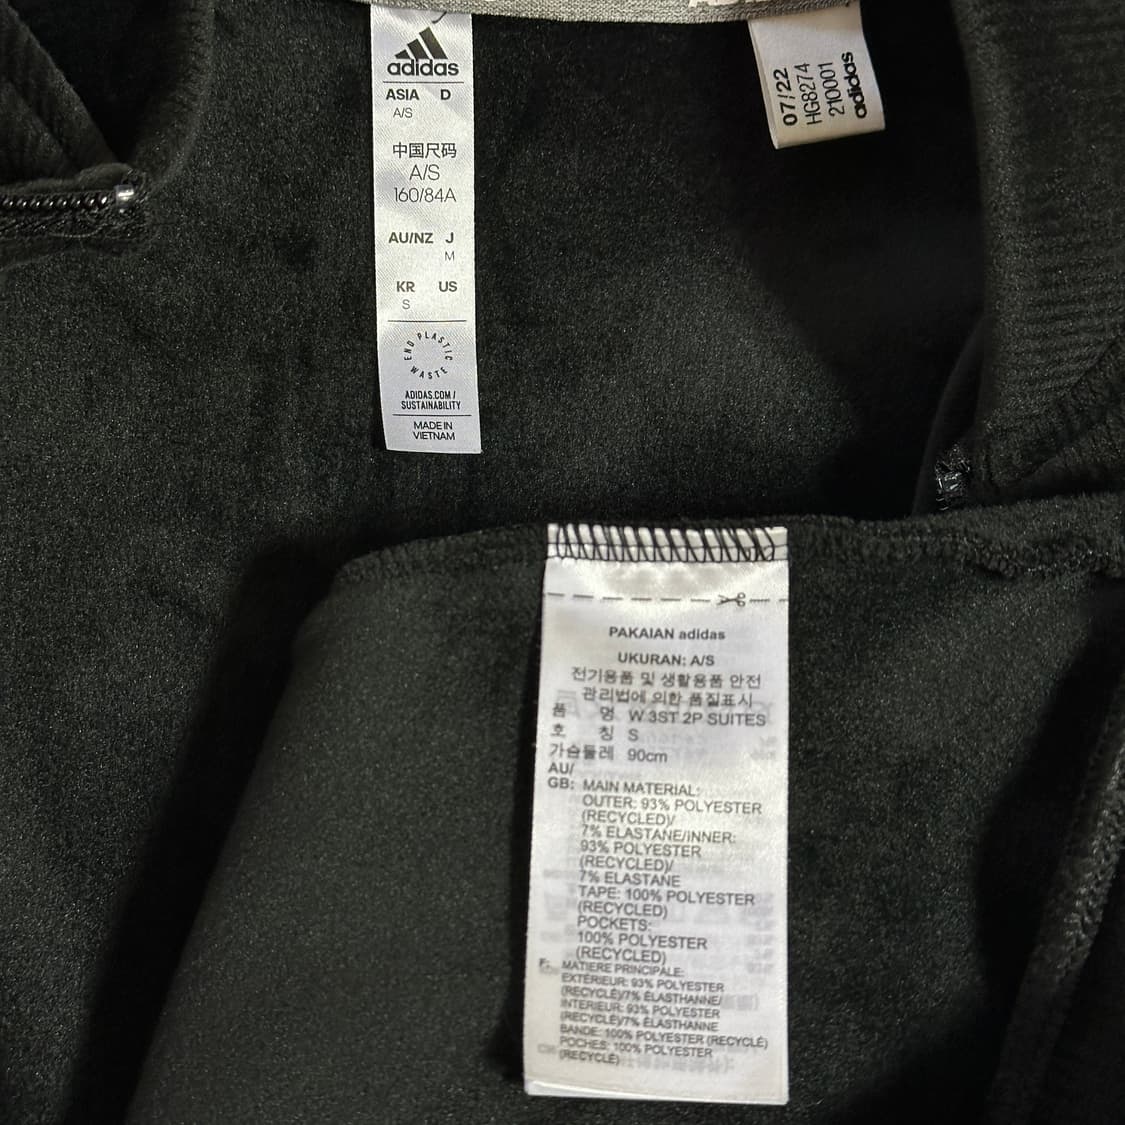 adidas
ASIA D
A/S
中国尺码
A/S
160/84A
AU/NZ J
M
KR US
S
END PLASTIC WASTE
ADIDAS.COM/
SUSTAINABILITY
MADE IN
VIETNAM
07/22
HG8274
210001
adidas
PAKAIAN adidas
UKURAN: A/S
전기용품 및 생활용품 안전
관리법에 의한 품질표시
품 명 W 3ST 2P SUITES
호 칭 S
가슴둘레 90cm
AU/
GB: MAIN MATERIAL:
OUTER: 93% POLYESTER
(RECYCLED)/
7% ELASTANE/INNER:
93% POLYESTER
(RECYCLED)/
7% ELASTANE
TAPE: 100% POLYESTER
(RECYCLED)
POCKETS:
100% POLYESTER
(RECYCLED)
F: MATIERE PRINCIPALE:
EXTÉRIEUR: 93% POLYESTER
(RECYCLÉ)/7% ÉLASTHANNE/
INTERIEUR: 93% POLYESTER
(RECYCLÉ)/7% ÉLASTHANNE
BANDE: 100% POLYESTER (RECYCLÉ)
POCHES: 100% POLYESTER
(RECYCLÉ)